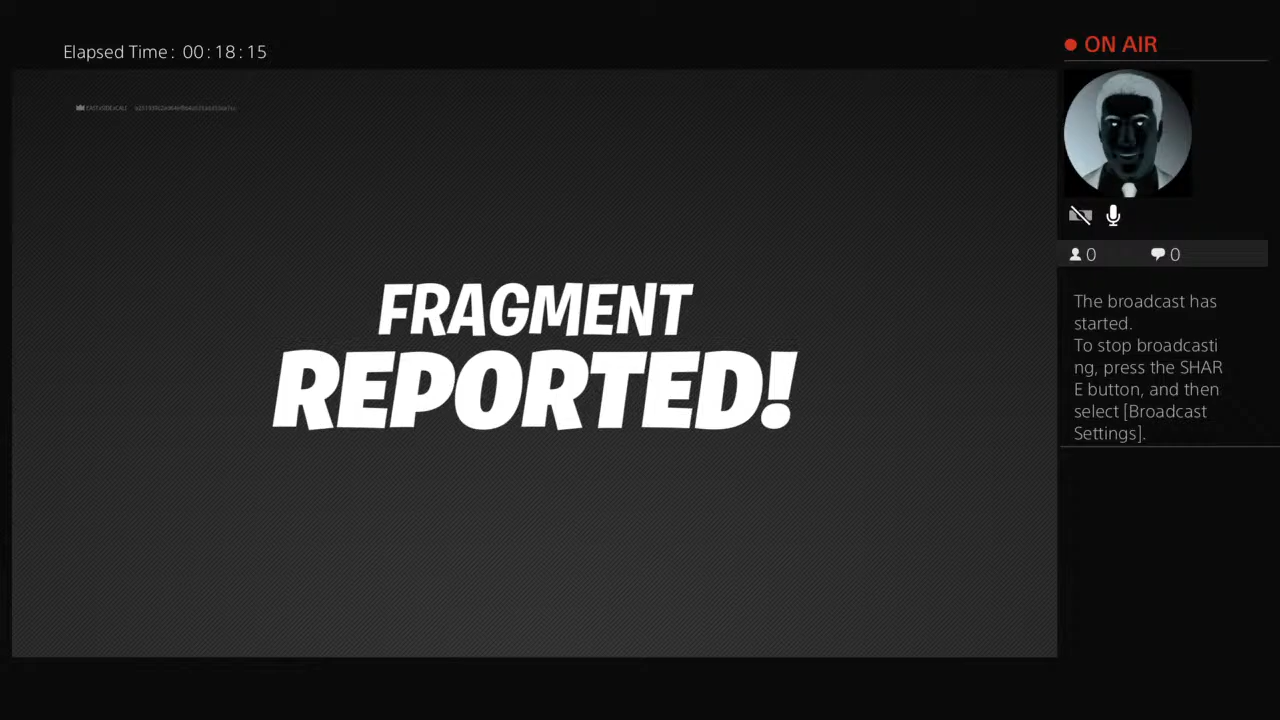 Elapsed Time: 00:18:15
ON AIR
EASTxSIDExCALI
0
0
FRAGMENT
REPORTED!
The broadcast has
started.
To stop broadcasti
ng, press the SHAR
E button, and then
select [Broadcast
Settings].